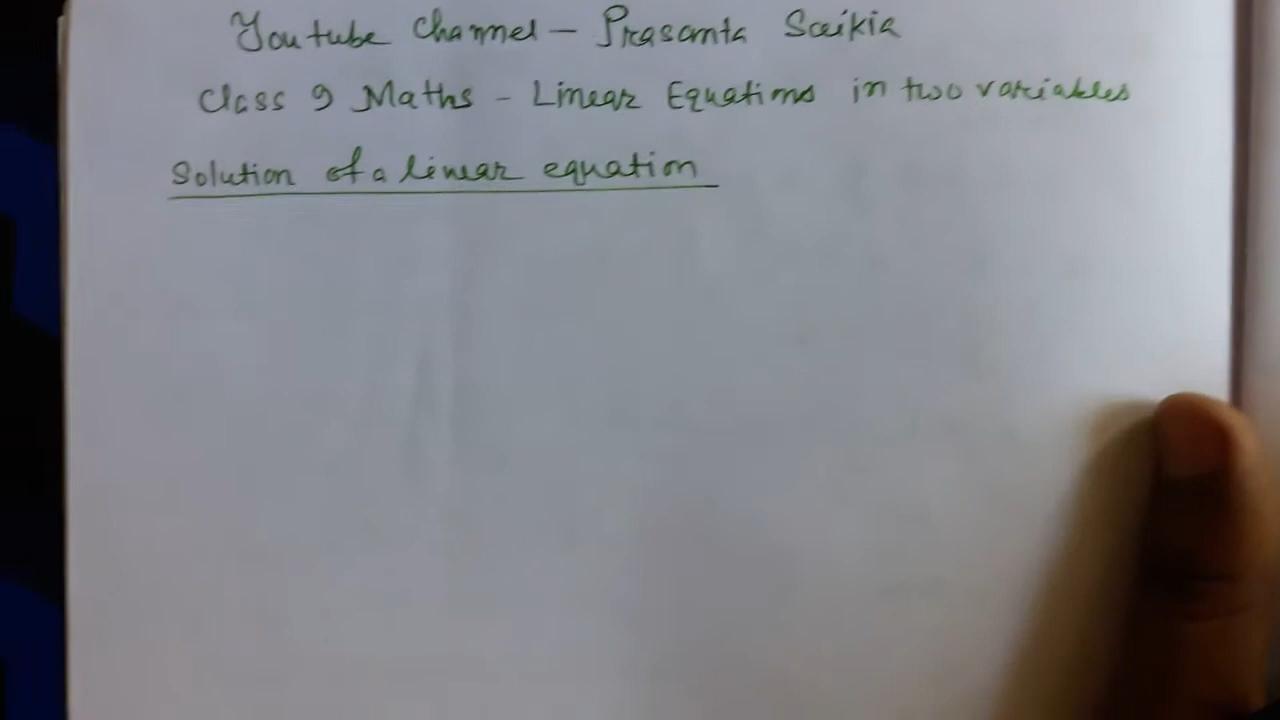 Youtube Channel - Prasanta Saikia
Class 9 Maths - Linear Equations in two variables
Solution of a linear equation